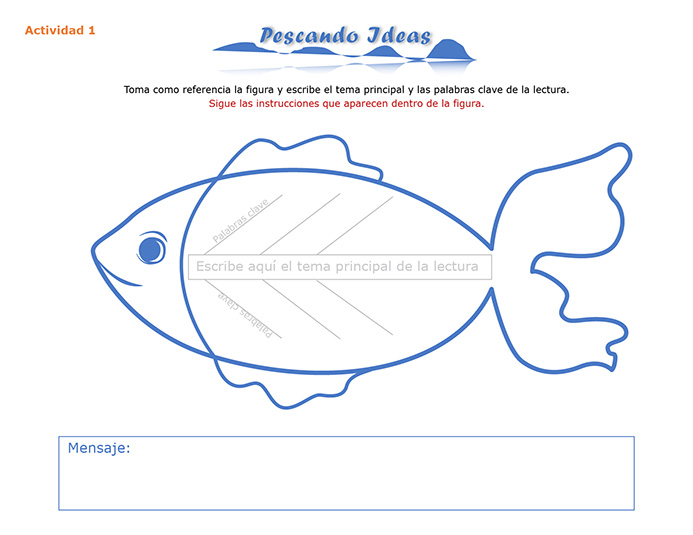 Actividad 1
Pescando Ideas
Toma como referencia la figura y escribe el tema principal y las palabras clave de la lectura.
Sigue las instrucciones que aparecen dentro de la figura.
Palabras clave
Escribe aquí el tema principal de la lectura
Palabras clave
Mensaje: